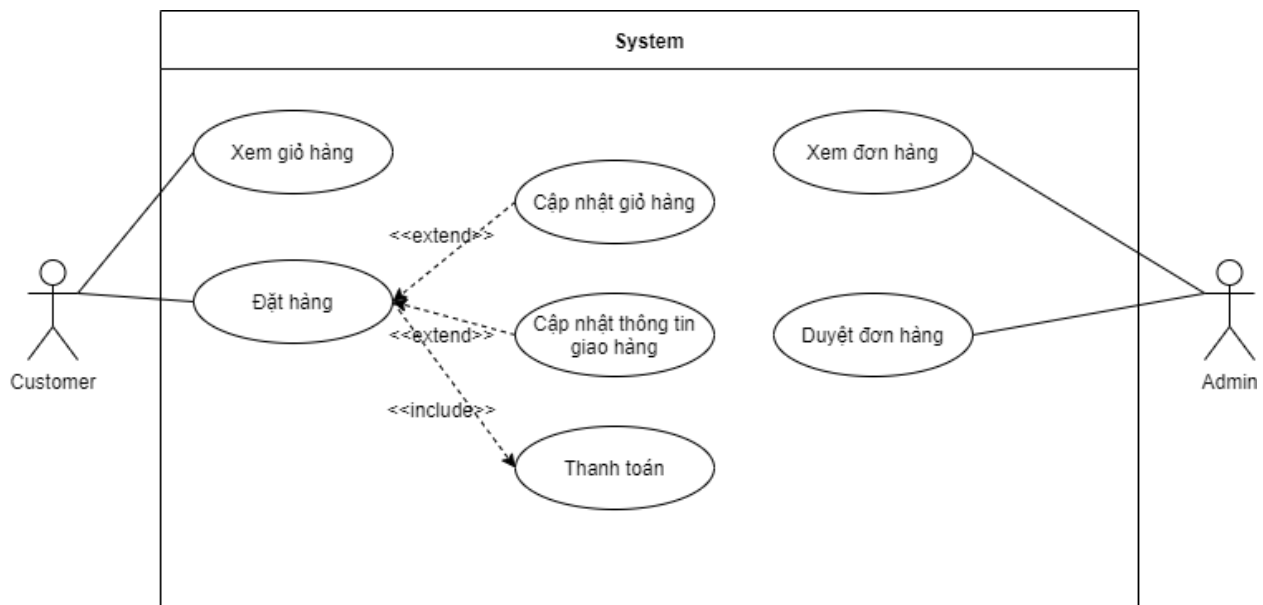 System
Xem giỏ hàng
Xem đơn hàng
Cập nhật giỏ hàng
<<extend>>
Đặt hàng
Cập nhật thông tin
giao hàng
<<extend>>
Duyệt đơn hàng
Customer
Admin
<<include>>
Thanh toán